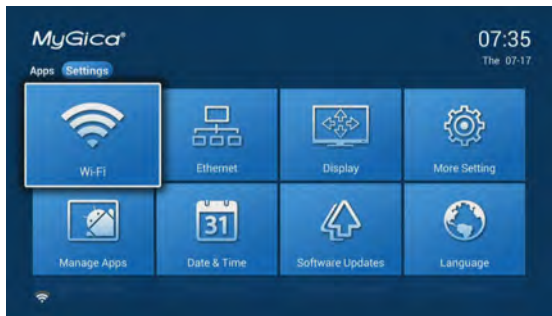 MyGica®
07:35
The 07-17
Apps Settings
Wi-Fi
Ethernet
Display
More Setting
31
Manage Apps
Date & Time
Software Updates
Language